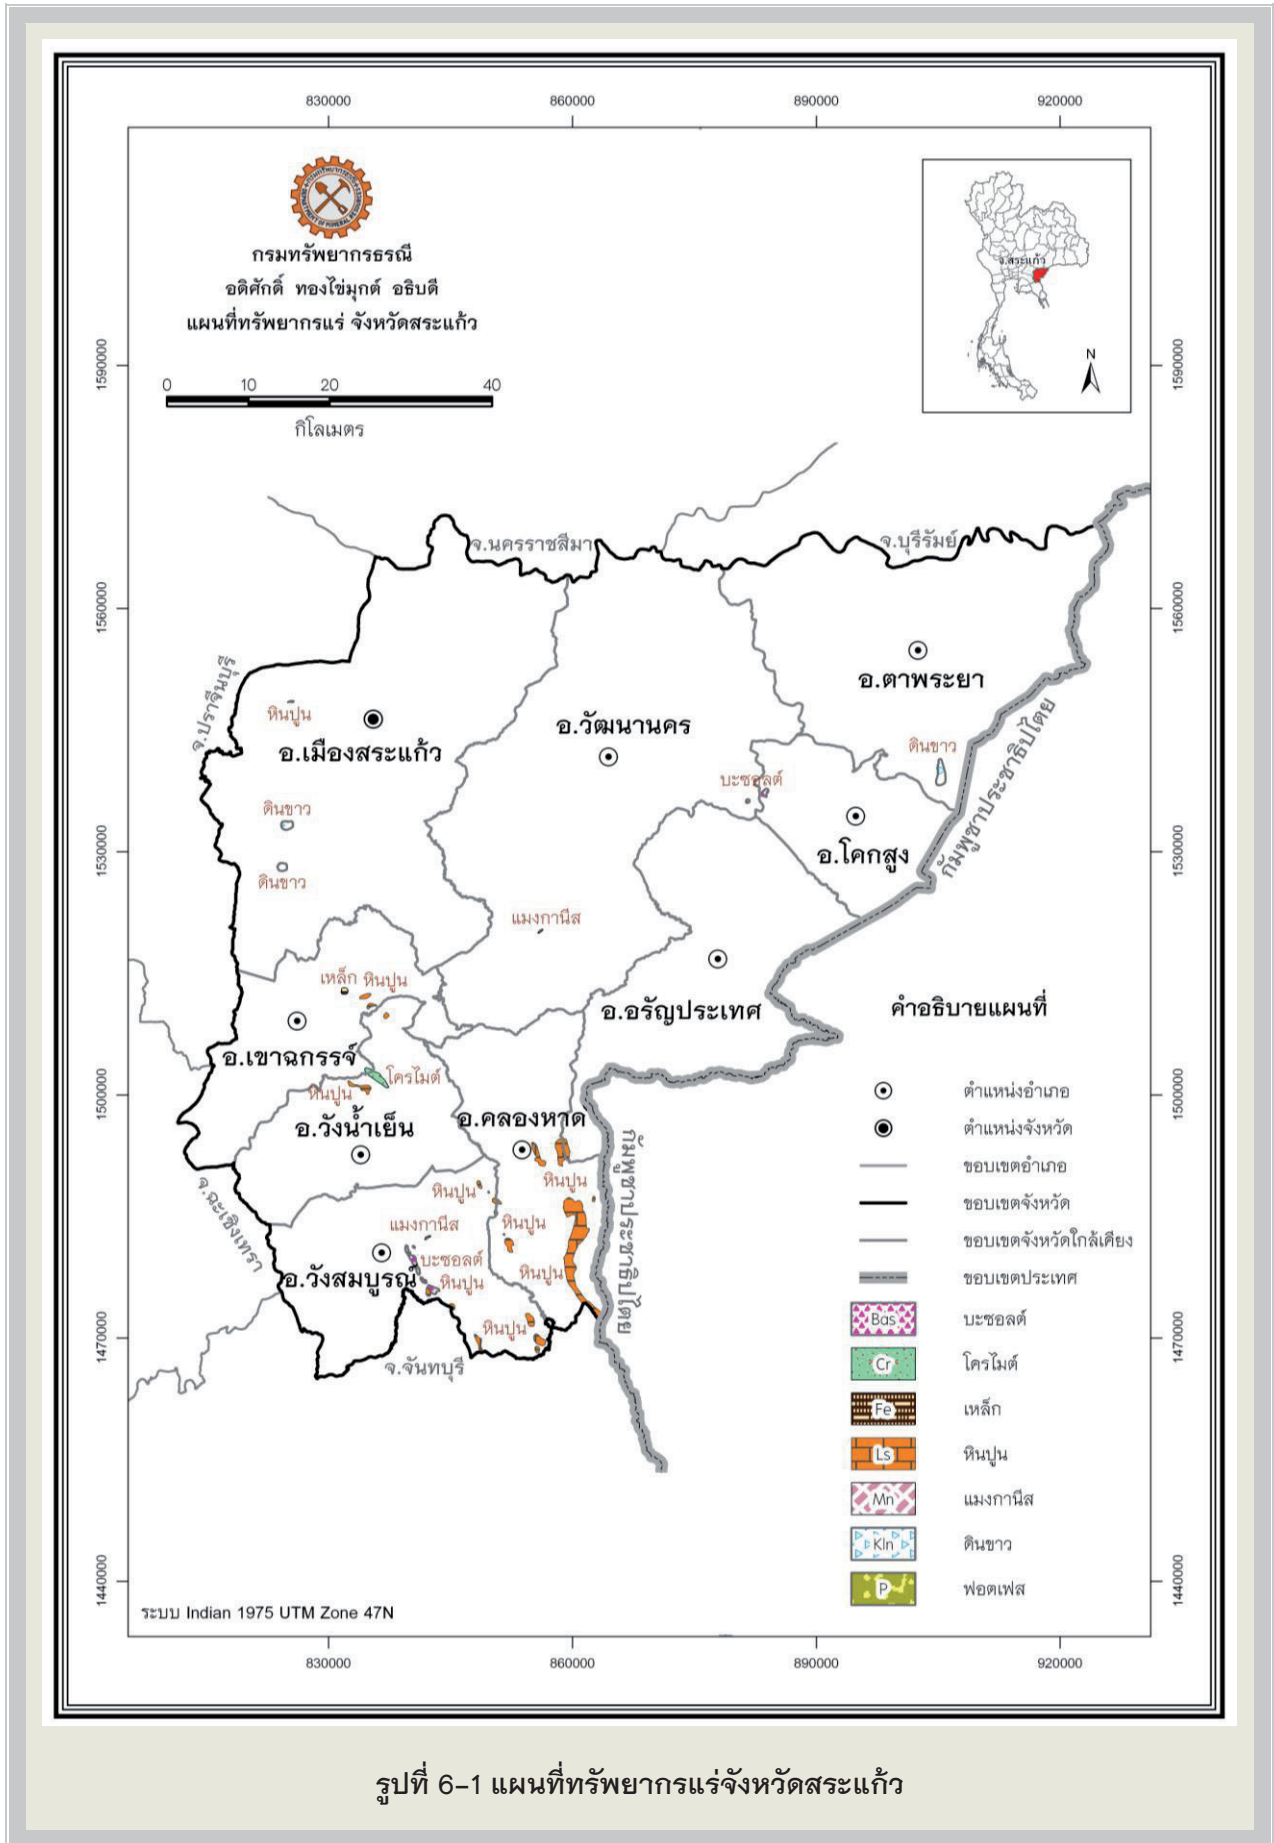 830000
860000
890000
920000
กรมทรัพยากรธรณี
อดิศักดิ์ ทองไข่มุกต์ อธิบดี
แผนที่ทรัพยากรแร่ จังหวัดสระแก้ว
0 10 20 40
กิโลเมตร
จ.สระแก้ว
N
1590000
1590000
จ.นครราชสีมา
จ.บุรีรัมย์
1560000
1560000
อ.ตาพระยา
จ.ปราจีนบุรี
หินปูน
อ.เมืองสระแก้ว
อ.วัฒนานคร
ดินขาว
บะซอลต์
กัมพูชาประชาธิปไตย
ดินขาว
1530000
1530000
อ.โคกสูง
ดินขาว
แมงกานีส
เหล็ก หินปูน
อ.อรัญประเทศ
คำอธิบายแผนที่
อ.เขาฉกรรจ์
โครไมต์
หินปูน
1500000
1500000
ตำแหน่งอำเภอ
อ.คลองหาด
อ.วังน้ำเย็น
ตำแหน่งจังหวัด
กัมพูชาประชาธิปไตย
ขอบเขตอำเภอ
หินปูน
หินปูน
ขอบเขตจังหวัด
จ.ฉะเชิงเทรา
แมงกานีส
หินปูน
ขอบเขตจังหวัดใกล้เคียง
บะซอลต์
อ.วังสมบูรณ์
หินปูน
หินปูน
ขอบเขตประเทศ
หินปูน
1470000
1470000
จ.จันทบุรี
Bas บะซอลต์
Cr โครไมต์
Fe เหล็ก
Ls หินปูน
Mn แมงกานีส
Kln ดินขาว
P ฟอตเฟส
1440000
1440000
ระบบ Indian 1975 UTM Zone 47N
830000
860000
890000
920000
รูปที่ 6-1 แผนที่ทรัพยากรแร่จังหวัดสระแก้ว